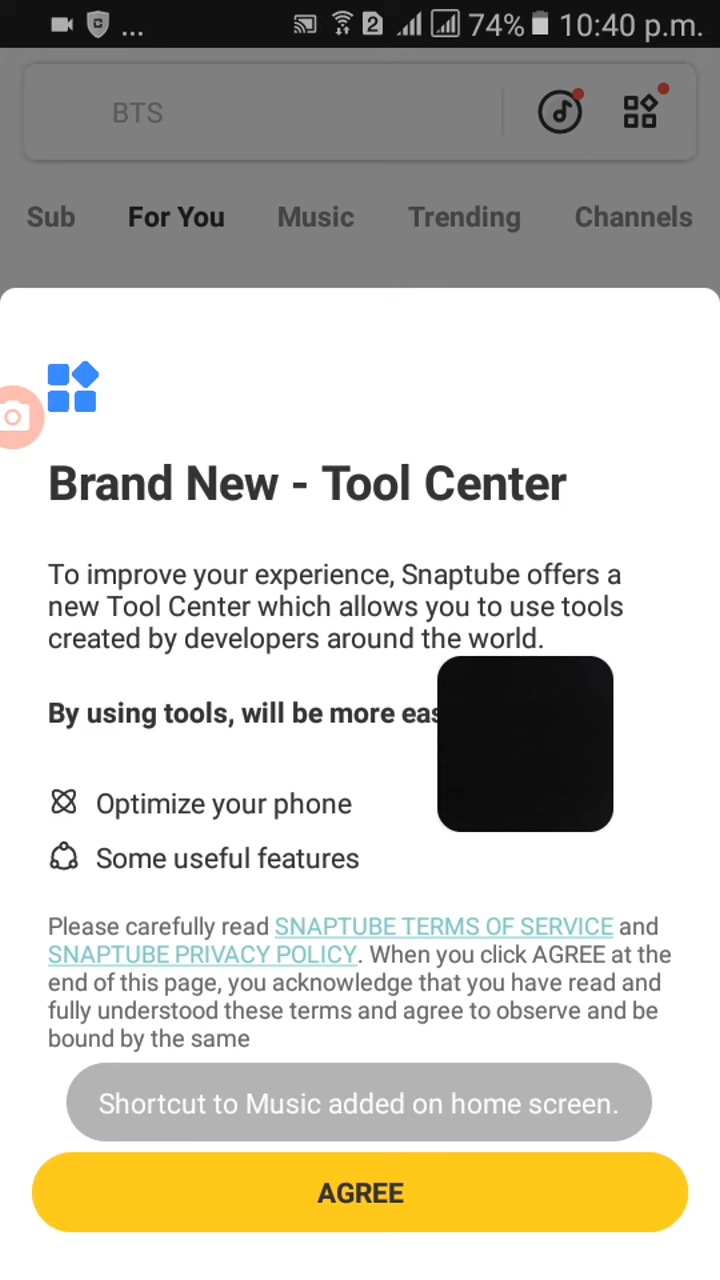 ... 2 74% 10:40 p.m.
BTS
Sub For You Music Trending Channels
Brand New - Tool Center
To improve your experience, Snaptube offers a
new Tool Center which allows you to use tools
created by developers around the world.
By using tools, will be more
Optimize your phone
Some useful features
Please carefully read SNAPTUBE TERMS OF SERVICE and
SNAPTUBE PRIVACY POLICY. When you click AGREE at the
end of this page, you acknowledge that you have read and
fully understood these terms and agree to observe and be
bound by the same
Shortcut to Music added on home screen.
AGREE